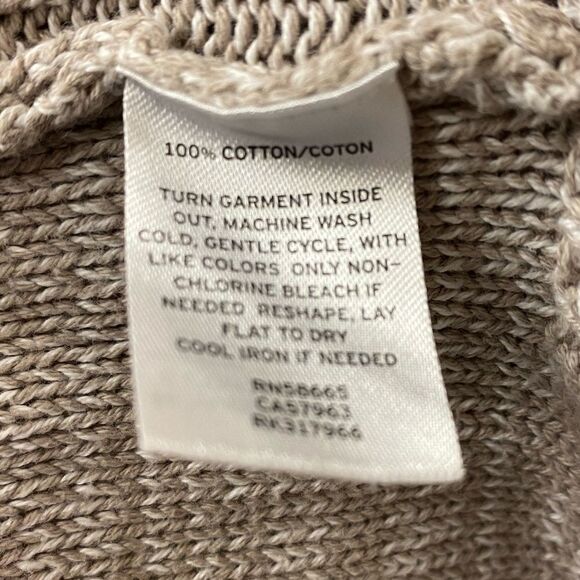 100% COTTON/COTON
TURN GARMENT INSIDE
OUT, MACHINE WASH
COLD, GENTLE CYCLE, WITH
LIKE COLORS ONLY NON-
CHLORINE BLEACH IF
NEEDED RESHAPE, LAY
FLAT TO DRY
COOL IRON IF NEEDED
RN58665
CA57963
RK317966